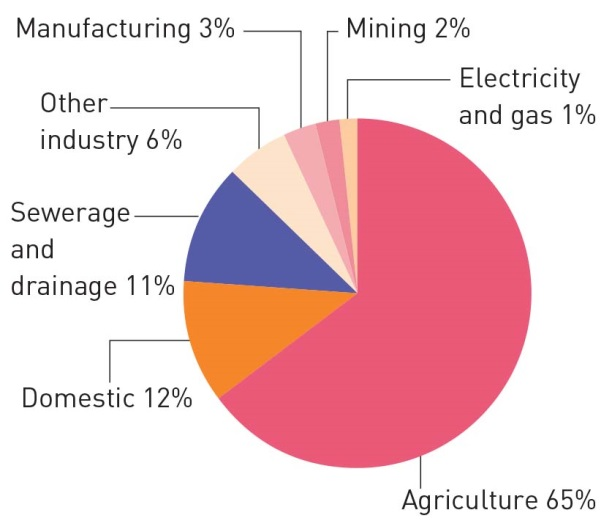 Manufacturing 3%
Mining 2%
Electricity
and gas 1%
Other
industry 6%
Sewerage
and
drainage 11%
Domestic 12%
Agriculture 65%